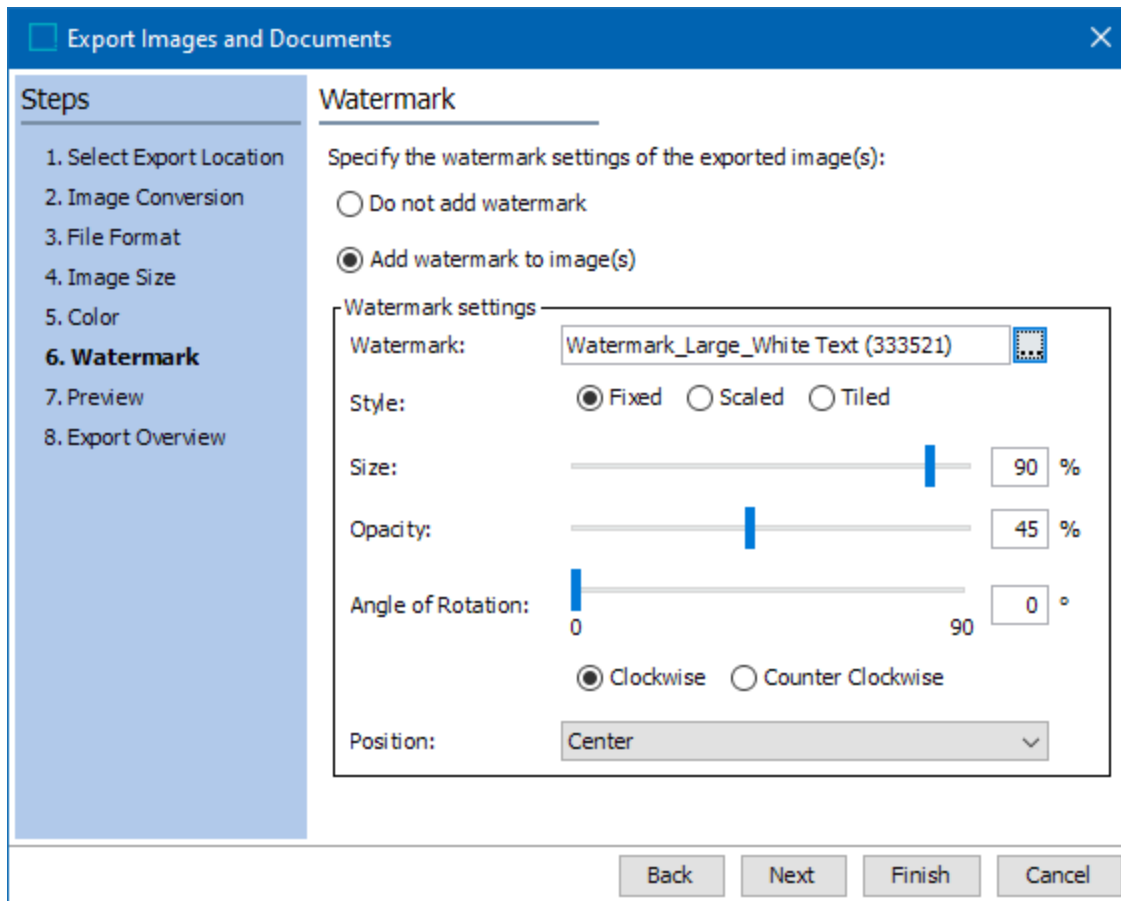 Export Images and Documents
Steps
1. Select Export Location
2. Image Conversion
3. File Format
4. Image Size
5. Color
6. Watermark
7. Preview
8. Export Overview
Watermark
Specify the watermark settings of the exported image(s):
Do not add watermark
Add watermark to image(s)
Watermark settings
Watermark: Watermark_Large_White Text (333521) ...
Style: Fixed Scaled Tiled
Size: 90 %
Opacity: 45 %
Angle of Rotation: 0 °
0 90
Clockwise Counter Clockwise
Position: Center
Back Next Finish Cancel